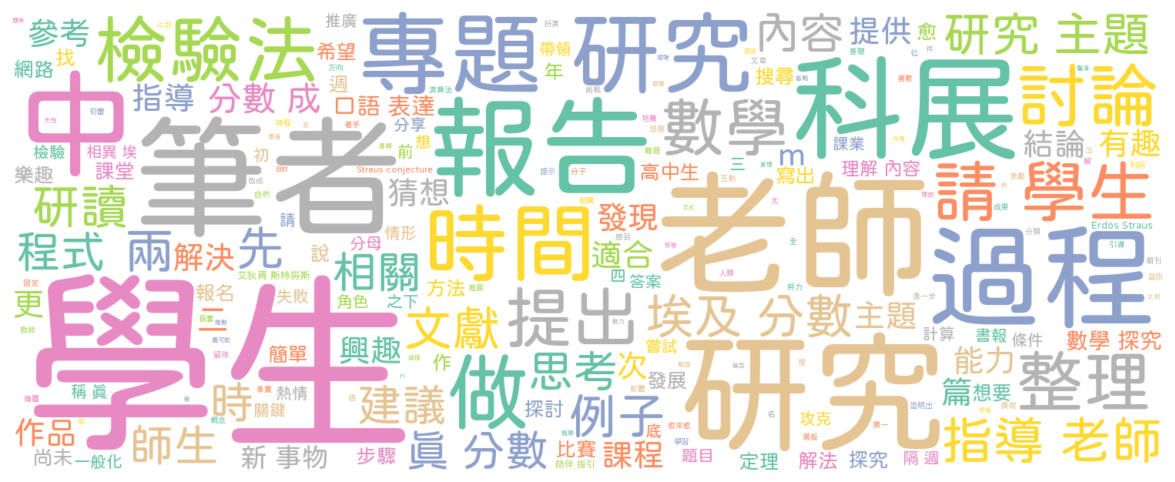 檢驗法
專題 研究
內容
提供
愈
研究 主題
參考
找
網路
希望
推廣
帶領
年
搜尋
中
指導
分數 成
週
口語 表達
科展
討論
筆者
報告
數學
課業
結論
有趣
檢驗
相異 埃
樂趣
課堂
初
分享
想
前
Straus conjecture
高中生
三
m
寫出
理解 內容
研讀
猜想
老師
請 學生
程式
兩
先
請
情形
時間
發現
過程
Erdös Straus
解決
說
分母
相關
適合
四
答案
艾狄胥 斯特勞斯
學生
更
報名
二
失敗
角色
之下
方法
提出
埃及 分數
主題
進一步
計算
書報
條件
數學 探究
文獻
作
嘗試
簡單
興趣
做
思考
次
研究
能力
整理
稱 真
時
熱情
關鍵
建議
發展
篇
想要
作品
師生
探討
例子
底
攻克
指導 老師
尚未
一般化
新 事物
步驟
真 分數
比賽
陪伴 指引
課程
題目
定理
解法
探究
隔 週